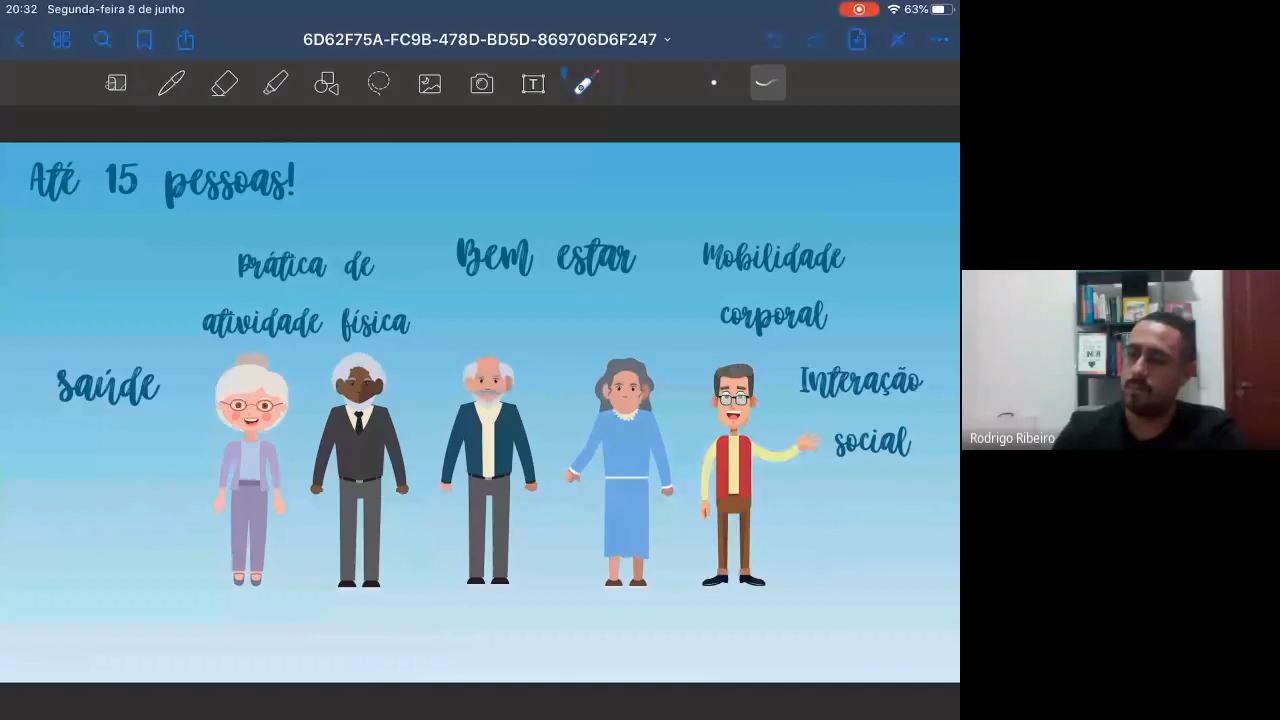 20:32 Segunda-feira 8 de junho
63%
6D62F75A-FC9B-478D-BD5D-869706D6F247
T
Até 15 pessoas!
Prática de
atividade física
Bem estar
Mobilidade
corporal
saúde
Interação
social
Rodrigo Ribeiro